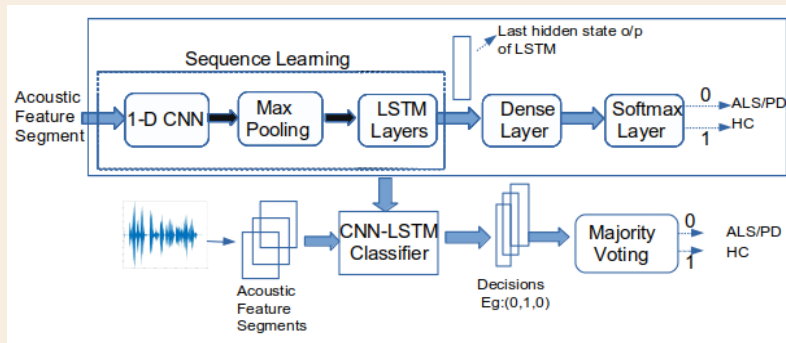 Last hidden state o/p
of LSTM
Sequence Learning
Acoustic
Feature
Segment
1-D CNN
Max
Pooling
LSTM
Layers
Dense
Layer
Softmax
Layer
0
ALS/PD
HC
1
CNN-LSTM
Classifier
Majority
Voting
0
ALS/PD
HC
1
Acoustic
Feature
Segments
Decisions
Eg:(0,1,0)